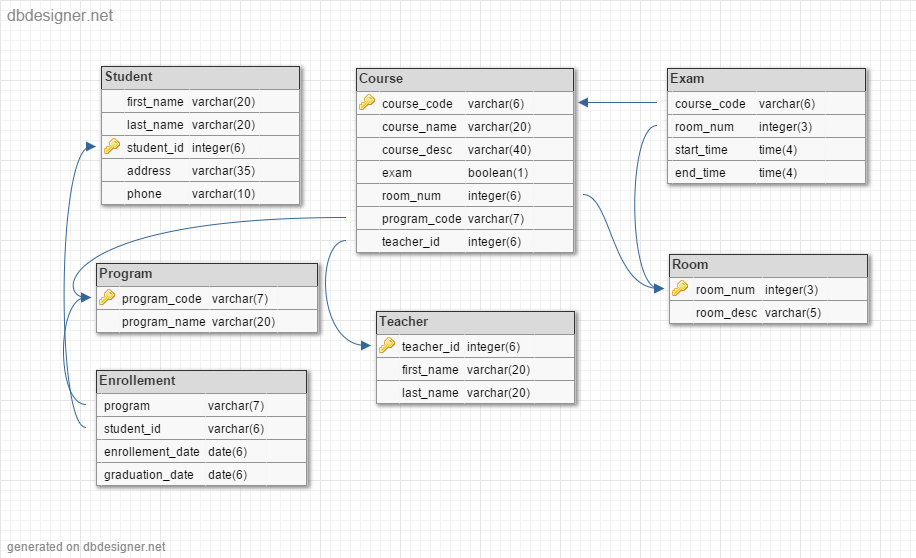 dbdesigner.net
Student
first_name varchar(20)
last_name varchar(20)
student_id integer(6)
address varchar(35)
phone varchar(10)
Course
course_code varchar(6)
course_name varchar(20)
course_desc varchar(40)
exam boolean(1)
room_num integer(6)
program_code varchar(7)
teacher_id integer(6)
Exam
course_code varchar(6)
room_num integer(3)
start_time time(4)
end_time time(4)
Program
program_code varchar(7)
program_name varchar(20)
Room
room_num integer(3)
room_desc varchar(5)
Teacher
teacher_id integer(6)
first_name varchar(20)
last_name varchar(20)
Enrollement
program varchar(7)
student_id varchar(6)
enrollement_date date(6)
graduation_date date(6)
generated on dbdesigner.net